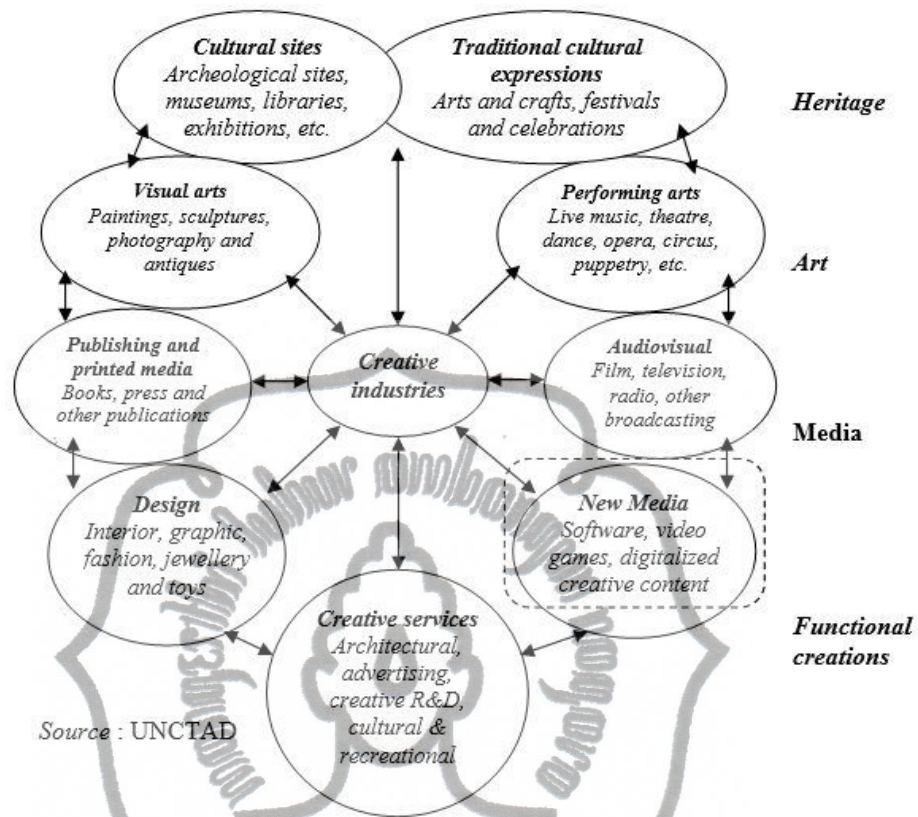 Cultural sites
Archeological sites,
museums, libraries,
exhibitions, etc.
Traditional cultural
expressions
Arts and crafts, festivals
and celebrations
Heritage
Visual arts
Paintings, sculptures,
photography and
antiques
Performing arts
Live music, theatre,
dance, opera, circus,
puppetry, etc.
Art
Publishing and
printed media
Books, press and
other publications
Creative
industries
Audiovisual
Film, television,
radio, other
broadcasting
Media
Design
Interior, graphic,
fashion, jewellery
and toys
New Media
Software, video
games, digitalized
creative content
Creative services
Architectural,
advertising,
creative R&D,
cultural &
recreational
Functional
creations
Source : UNCTAD